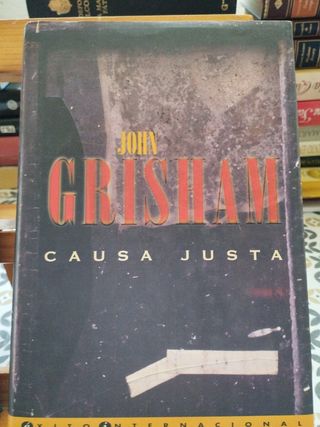 JOHN
GRISHAM
CAUSA JUSTA
ÉXITO INTERNACIONAL